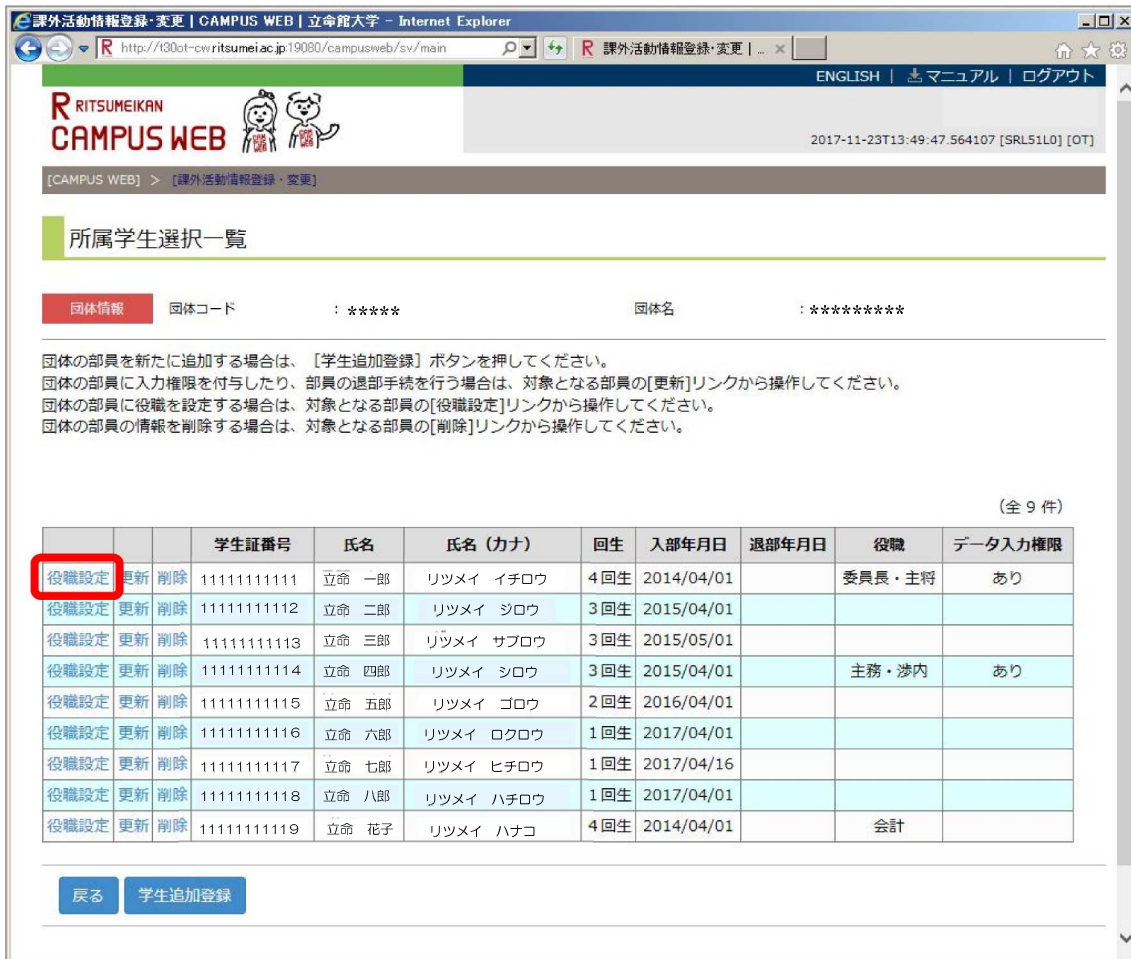 課外活動情報登録・変更 | CAMPUS WEB | 立命館大学 - Internet Explorer
http://t30ot-cw.ritsumei.ac.jp:19080/campusweb/sv/main
課外活動情報登録・変更 | ...
ENGLISH | マニュアル | ログアウト
RITSUMEIKAN
CAMPUS WEB
2017-11-23T13:49:47.564107 [SRL51L0] [OT]
[CAMPUS WEB] > [課外活動情報登録・変更]
所属学生選択一覧
団体情報 団体コード : ***** 団体名 : *********
団体の部員を新たに追加する場合は、［学生追加登録］ボタンを押してください。
団体の部員に入力権限を付与したり、部員の退部手続を行う場合は、対象となる部員の[更新]リンクから操作してください。
団体の部員に役職を設定する場合は、対象となる部員の[役職設定]リンクから操作してください。
団体の部員の情報を削除する場合は、対象となる部員の[削除]リンクから操作してください。
（全 9 件）
学生証番号 氏名 氏名（カナ） 回生 入部年月日 退部年月日 役職 データ入力権限
役職設定 更新 削除 11111111111 立命 一郎 リツメイ イチロウ 4回生 2014/04/01 委員長・主将 あり
役職設定 更新 削除 11111111112 立命 二郎 リツメイ ジロウ 3回生 2015/04/01
役職設定 更新 削除 11111111113 立命 三郎 リツメイ サブロウ 3回生 2015/05/01
役職設定 更新 削除 11111111114 立命 四郎 リツメイ シロウ 3回生 2015/04/01 主務・渉内 あり
役職設定 更新 削除 11111111115 立命 五郎 リツメイ ゴロウ 2回生 2016/04/01
役職設定 更新 削除 11111111116 立命 六郎 リツメイ ロクロウ 1回生 2017/04/01
役職設定 更新 削除 11111111117 立命 七郎 リツメイ ヒチロウ 1回生 2017/04/16
役職設定 更新 削除 11111111118 立命 八郎 リツメイ ハチロウ 1回生 2017/04/01
役職設定 更新 削除 11111111119 立命 花子 リツメイ ハナコ 4回生 2014/04/01 会計
戻る 学生追加登録